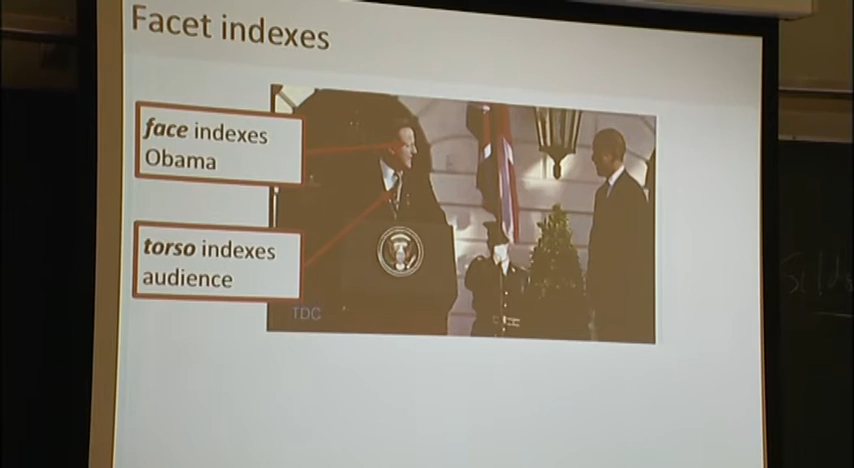 Facet indexes
face indexes
Obama
torso indexes
audience
TDC